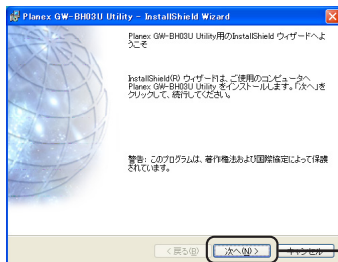 Planex GW-BH03U Utility - InstallShield Wizard
Planex GW-BH03U Utility用のInstallShield ウィザードへよ
うこそ
InstallShield(R) ウィザードは、ご使用のコンピュータへ
Planex GW-BH03U Utility をインストールします。「次へ」を
クリックして、続行してください。
警告: このプログラムは、著作権法および国際協定によって保護
されています。
< 戻る(B) 次へ(N) > キャンセル